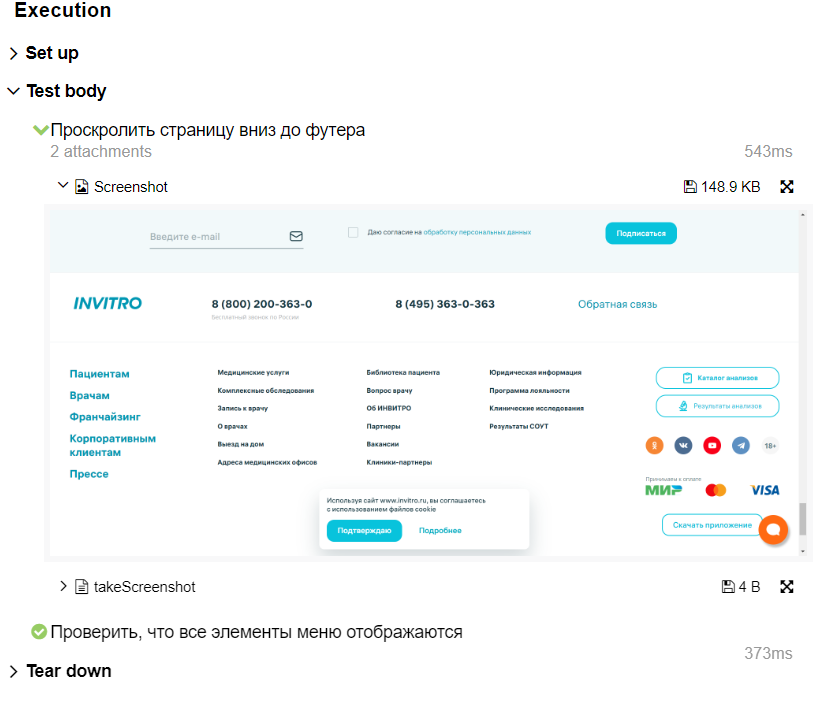 Execution
Set up
Test body
Проскролить страницу вниз до футера
2 attachments
543ms
Screenshot
148.9 KB
Введите e-mail
Даю согласие на обработку персональных данных
Подписаться
INVITRO
8 (800) 200-363-0
Бесплатный звонок по России
8 (495) 363-0-363
Обратная связь
Пациентам
Врачам
Франчайзинг
Корпоративным
клиентам
Прессе
Медицинские услуги
Комплексные обследования
Запись к врачу
О врачах
Выезд на дом
Адреса медицинских офисов
Библиотека пациента
Вопрос врачу
Об ИНВИТРО
Партнеры
Вакансии
Клиники-партнеры
Юридическая информация
Программа лояльности
Клинические исследования
Результаты СОУТ
Каталог анализов
Результаты анализов
18+
Принимаем к оплате
МИР
VISA
Скачать приложение
Используя сайт www.invitro.ru, вы соглашаетесь
с использованием файлов cookie
Подтверждаю
Подробнее
takeScreenshot
4 B
Проверить, что все элементы меню отображаются
373ms
Tear down